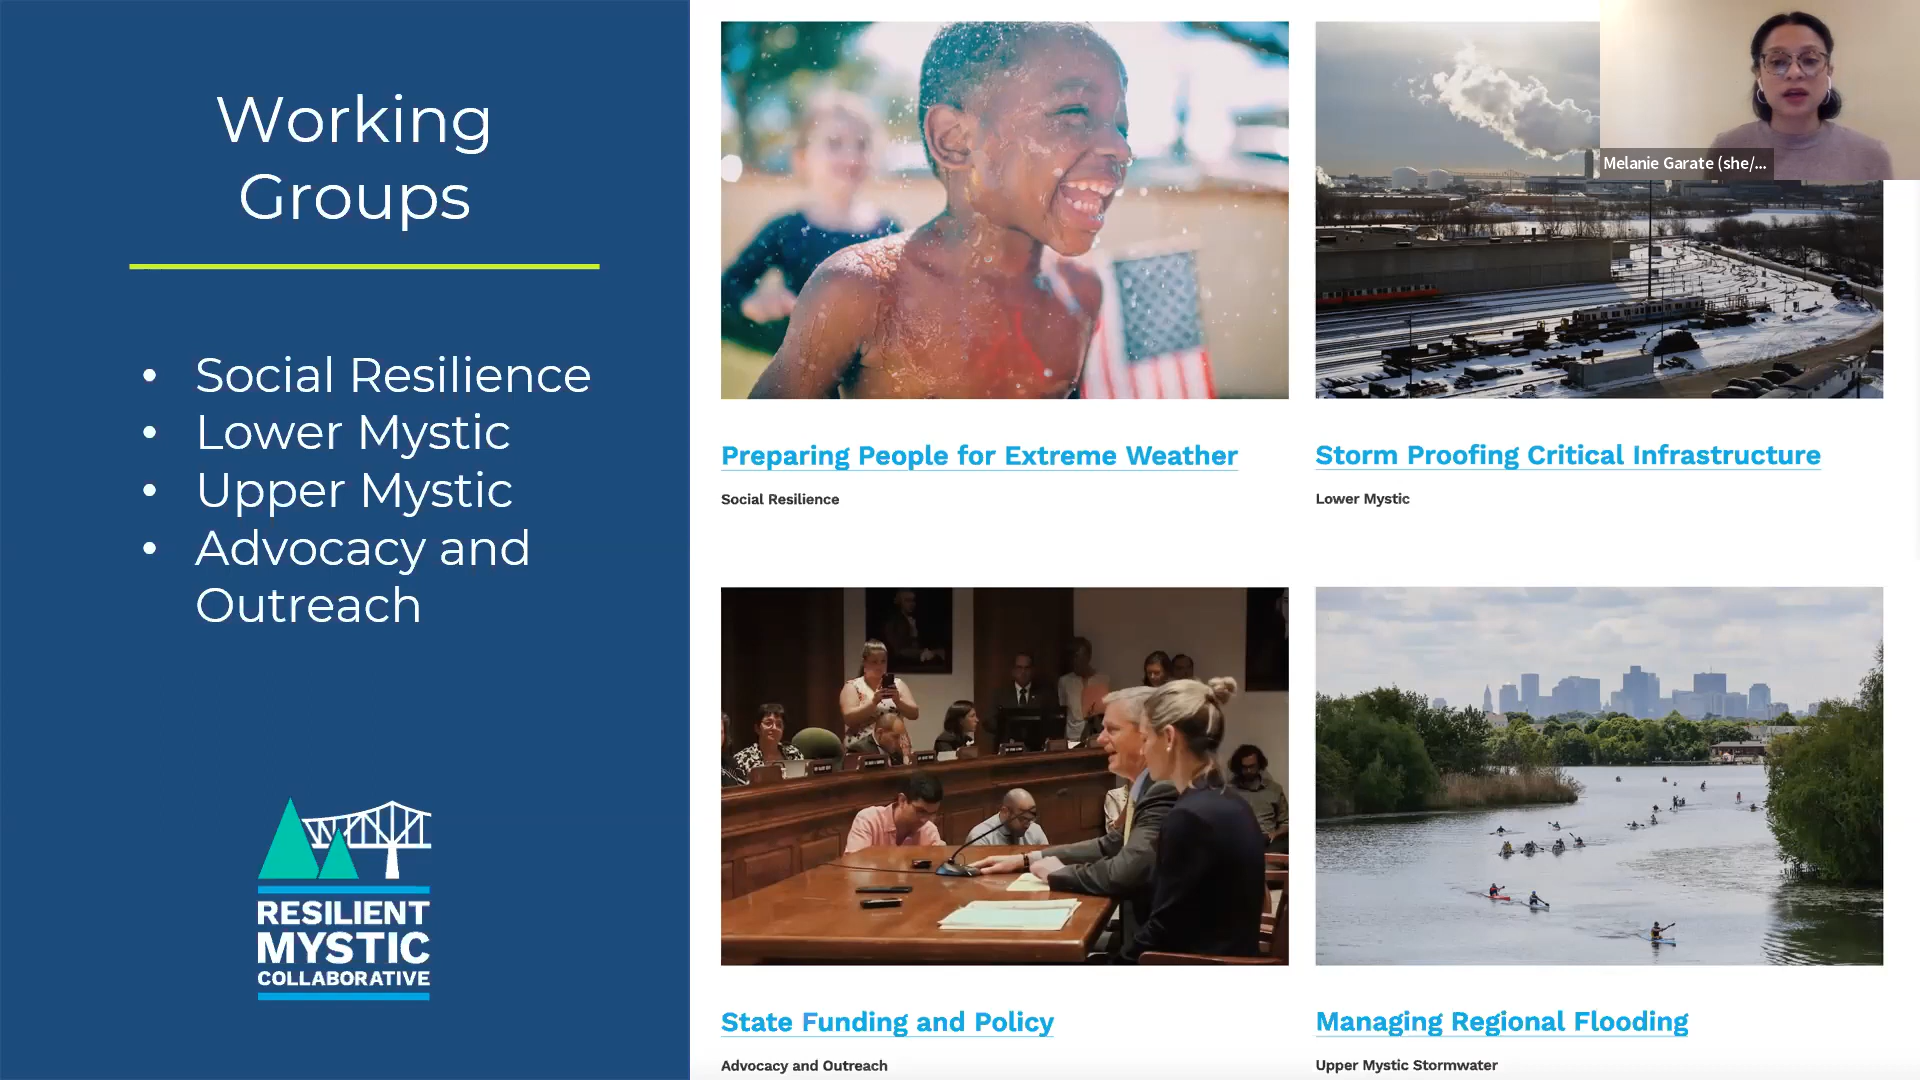 Working
Groups
• Social Resilience
• Lower Mystic
• Upper Mystic
• Advocacy and
Outreach
RESILIENT
MYSTIC
COLLABORATIVE
Melanie Garate (she/...
Preparing People for Extreme Weather
Social Resilience
Storm Proofing Critical Infrastructure
Lower Mystic
State Funding and Policy
Advocacy and Outreach
Managing Regional Flooding
Upper Mystic Stormwater